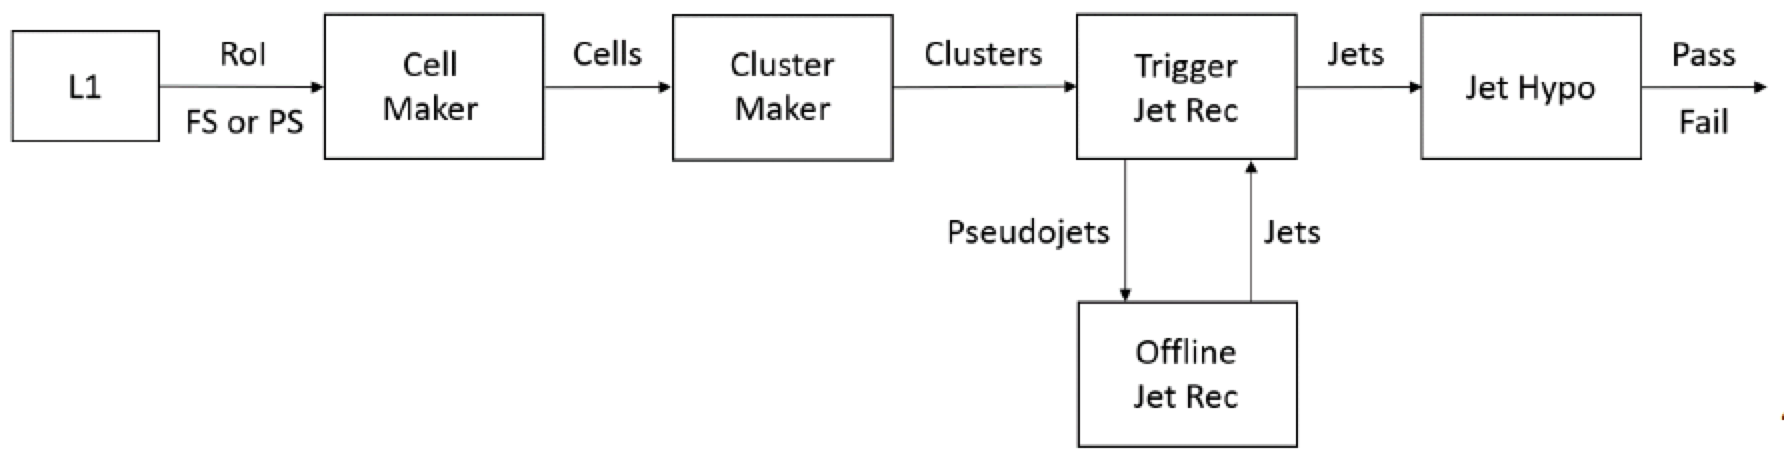 L1
RoI
FS or PS
Cell
Maker
Cells
Cluster
Maker
Clusters
Trigger
Jet Rec
Jets
Jet Hypo
Pass
Fail
Pseudojets
Jets
Offline
Jet Rec